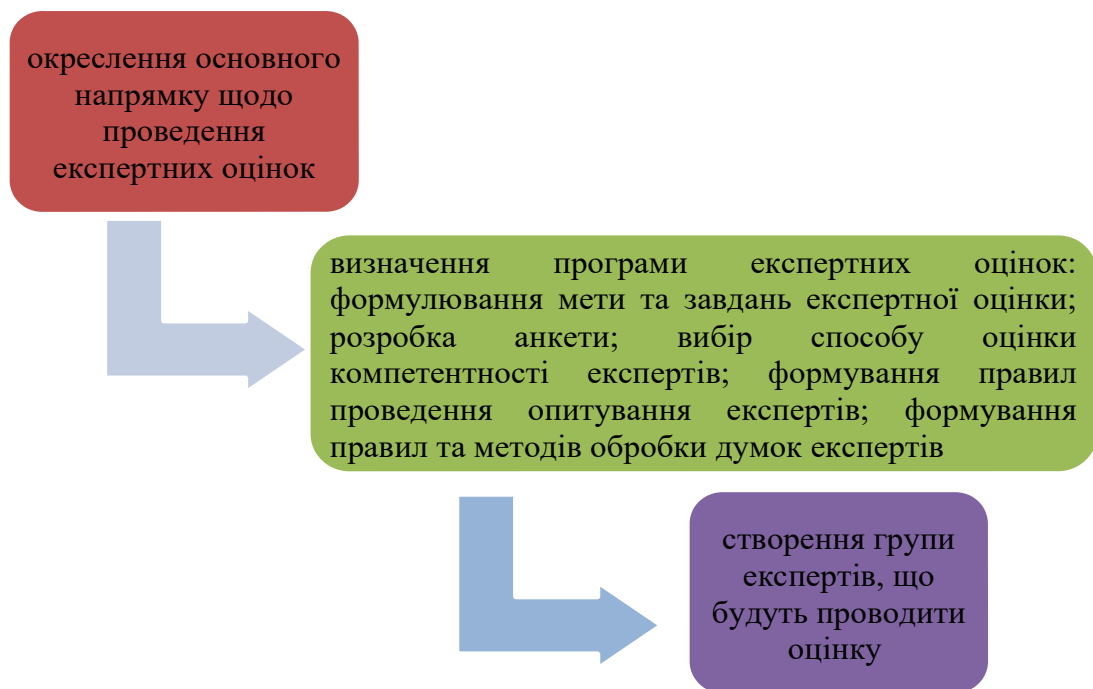 окреслення основного
напрямку щодо
проведення
експертних оцінок
визначення програми експертних оцінок:
формулювання мети та завдань експертної оцінки;
розробка анкети; вибір способу оцінки
компетентності експертів; формування правил
проведення опитування експертів; формування
правил та методів обробки думок експертів
створення групи
експертів, що
будуть проводити
оцінку